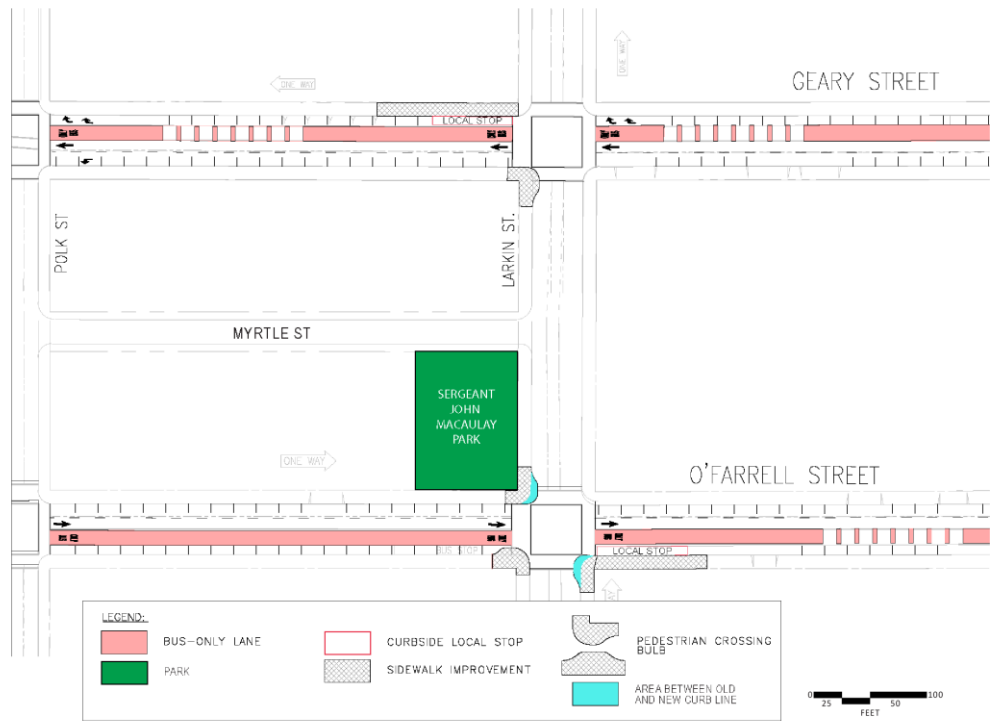 ONE WAY
ONE WAY
GEARY STREET
LOCAL STOP
POLK ST
LARKIN ST.
MYRTLE ST
SERGEANT
JOHN
MACAULAY
PARK
ONE WAY
O'FARRELL STREET
BUS STOP
LOCAL STOP
LEGEND:
BUS-ONLY LANE
PARK
CURBSIDE LOCAL STOP
SIDEWALK IMPROVEMENT
PEDESTRIAN CROSSING
BULB
AREA BETWEEN OLD
AND NEW CURB LINE
0 100
25 50
FEET